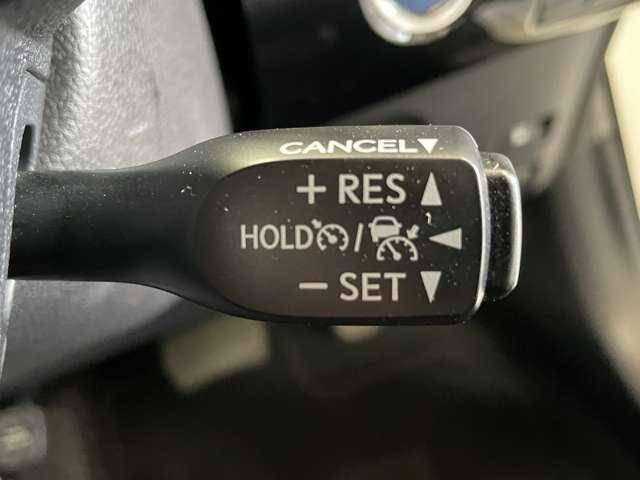 CANCEL▼
+ RES ▲
HOLD / ◀
− SET ▼